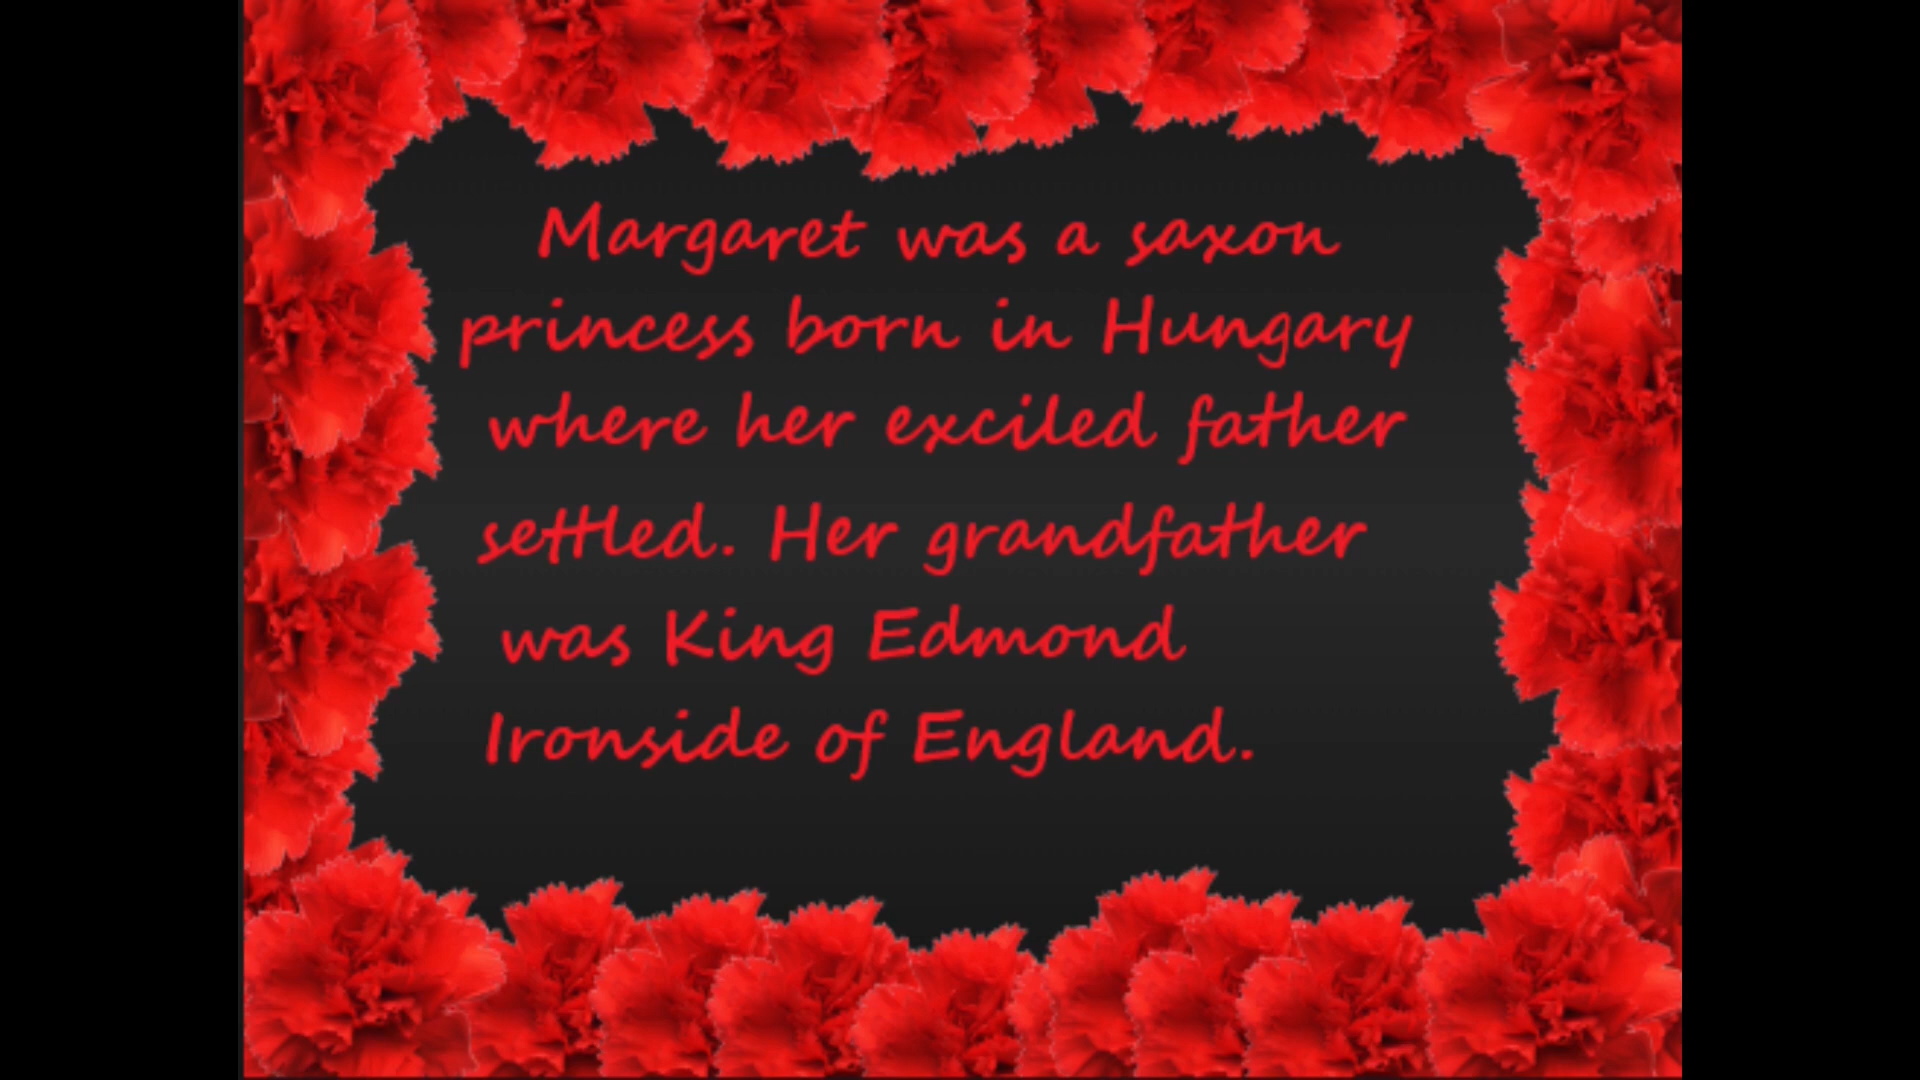 Margaret was a saxon
princess born in Hungary
where her exciled father
settled. Her grandfather
was King Edmond
Ironside of England.